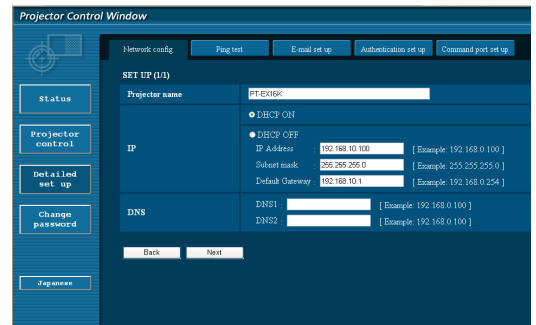 Projector Control Window
Network config
Ping test
E-mail set up
Authentication set up
Command port set up
SET UP (1/1)
Projector name
PT-EX16K
DHCP ON
IP
DHCP OFF
IP Address : 192.168.10.100 [ Example: 192.168.0.100 ]
Subnet mask : 255.255.255.0 [ Example: 255.255.255.0 ]
Default Gateway : 192.168.10.1 [ Example: 192.168.0.254 ]
DNS
DNS1 : [ Example: 192.168.0.100 ]
DNS2 : [ Example: 192.168.0.100 ]
Back
Next
Status
Projector
control
Detailed
set up
Change
password
Japanese